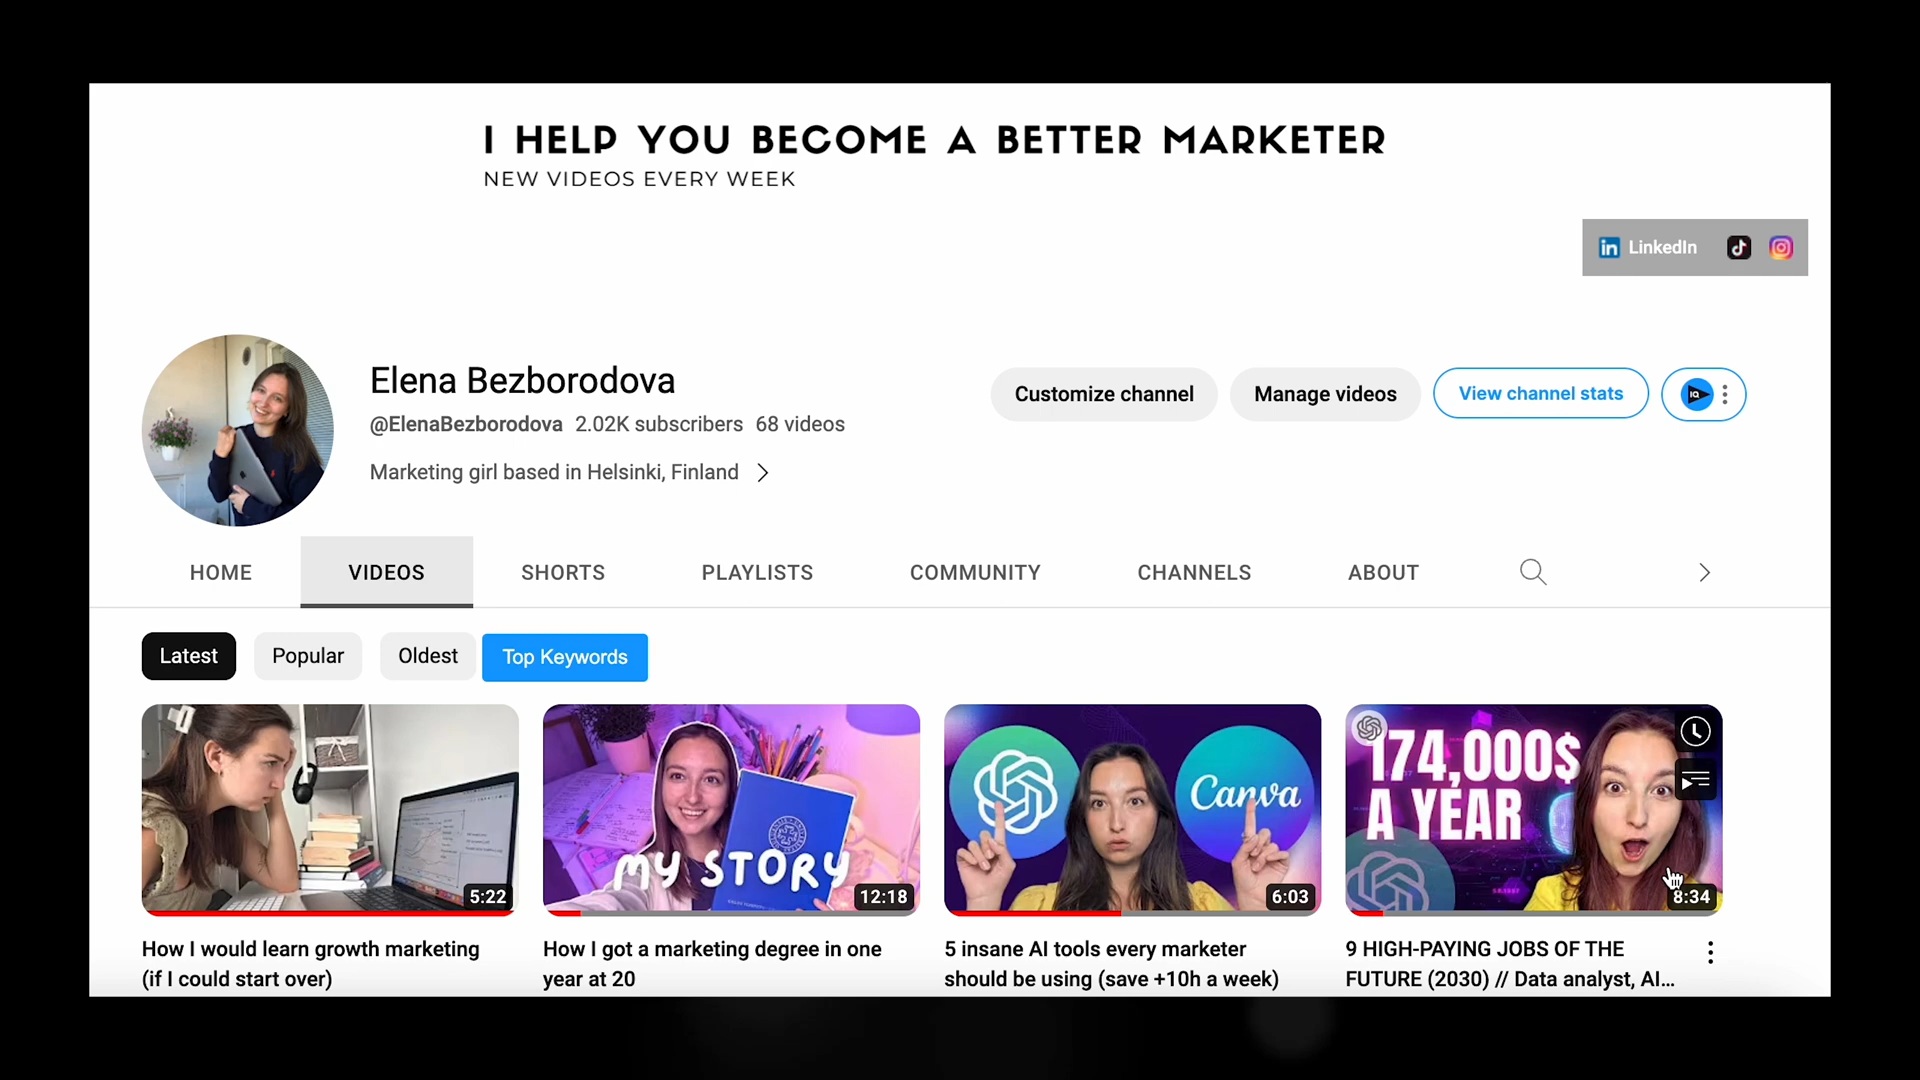 I HELP YOU BECOME A BETTER MARKETER
NEW VIDEOS EVERY WEEK
in LinkedIn
Elena Bezborodova
@ElenaBezborodova 2.02K subscribers 68 videos
Marketing girl based in Helsinki, Finland
Customize channel
Manage videos
View channel stats
IQ
HOME
VIDEOS
SHORTS
PLAYLISTS
COMMUNITY
CHANNELS
ABOUT
Latest
Popular
Oldest
Top Keywords
5:22
MY STORY
12:18
Canva
6:03
174,000$
A YEAR
8:34
How I would learn growth marketing
(if I could start over)
How I got a marketing degree in one
year at 20
5 insane AI tools every marketer
should be using (save +10h a week)
9 HIGH-PAYING JOBS OF THE
FUTURE (2030) // Data analyst, AI...